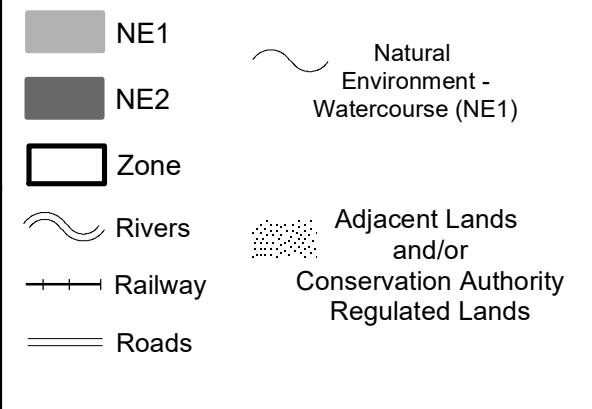 NE1
NE2
Zone
Rivers
Railway
Roads
Natural
Environment -
Watercourse (NE1)
Adjacent Lands
and/or
Conservation Authority
Regulated Lands